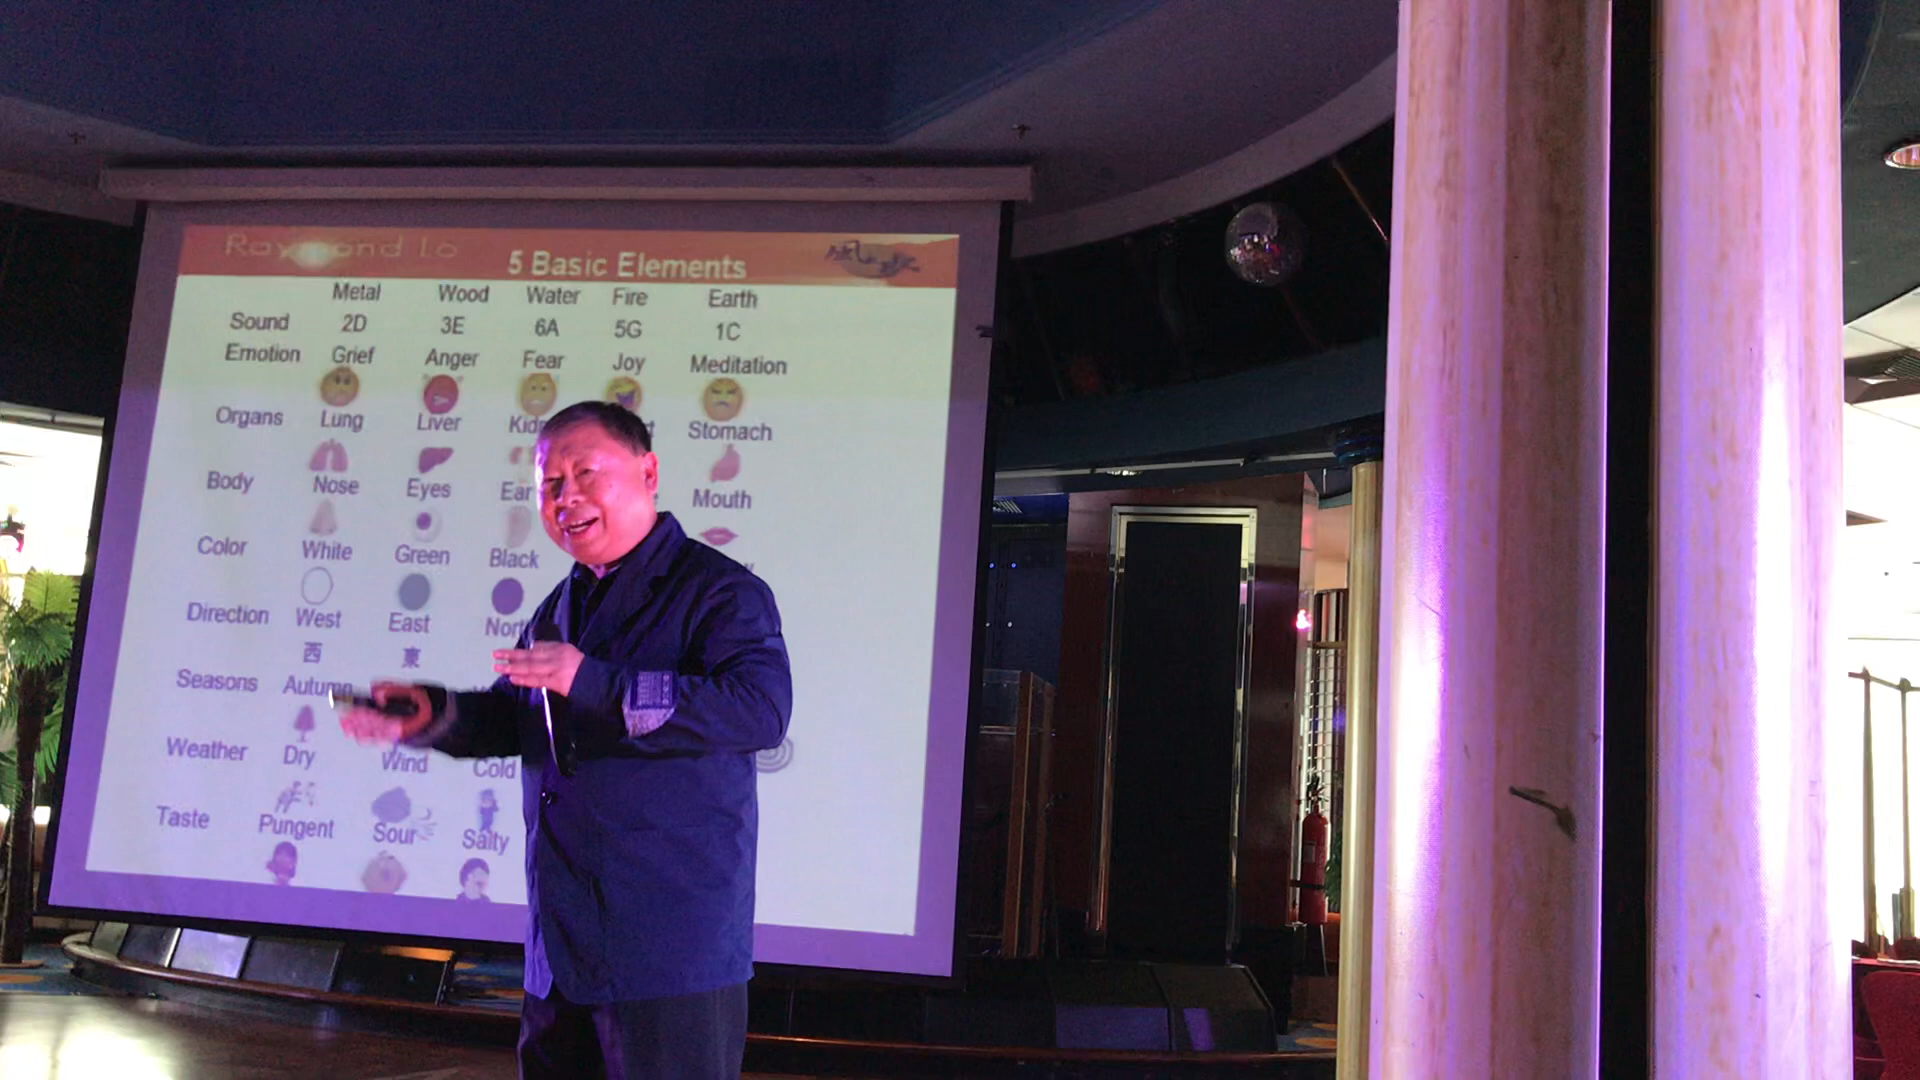 Raymond Lo 5 Basic Elements
Metal Wood Water Fire Earth
Sound 2D 3E 6A 5G 1C
Emotion Grief Anger Fear Joy Meditation
Organs Lung Liver Stomach
Body Nose Eyes Ear Mouth
Color White Green Black
Direction West East
西 東
Seasons Autumn
Weather Dry Wind Cold
Taste Pungent Sour Salty